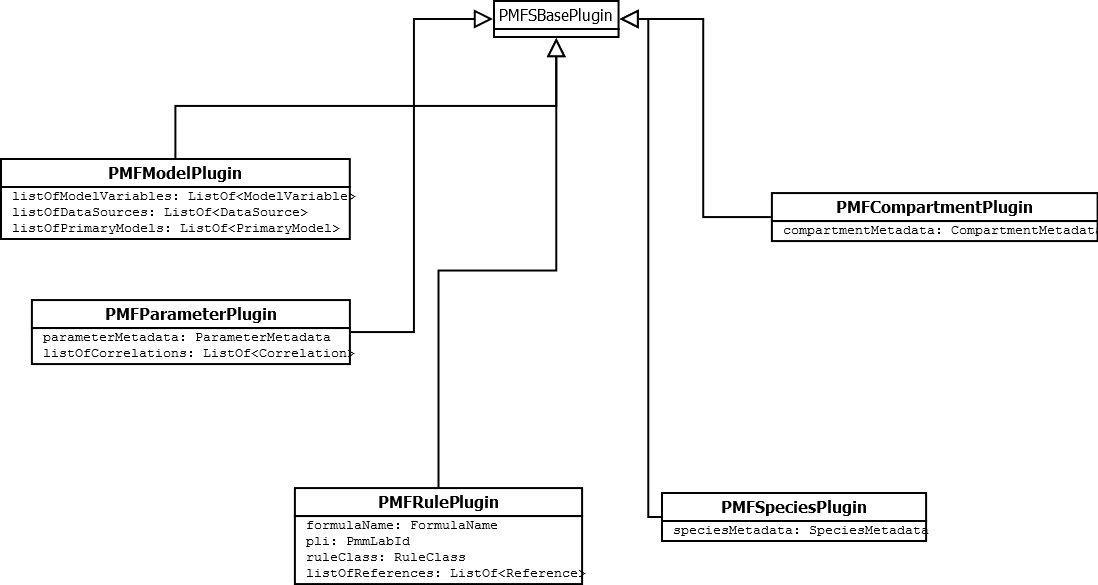 PMFSBasePlugin
PMFModelPlugin
listOfModelVariables: ListOf<ModelVariable>
listOfDataSources: ListOf<DataSource>
listOfPrimaryModels: ListOf<PrimaryModel>
PMFCompartmentPlugin
compartmentMetadata: CompartmentMetadata
PMFParameterPlugin
parameterMetadata: ParameterMetadata
listOfCorrelations: ListOf<Correlation>
PMFRulePlugin
formulaName: FormulaName
pli: PmmLabId
ruleClass: RuleClass
listOfReferences: ListOf<Reference>
PMFSpeciesPlugin
speciesMetadata: SpeciesMetadata